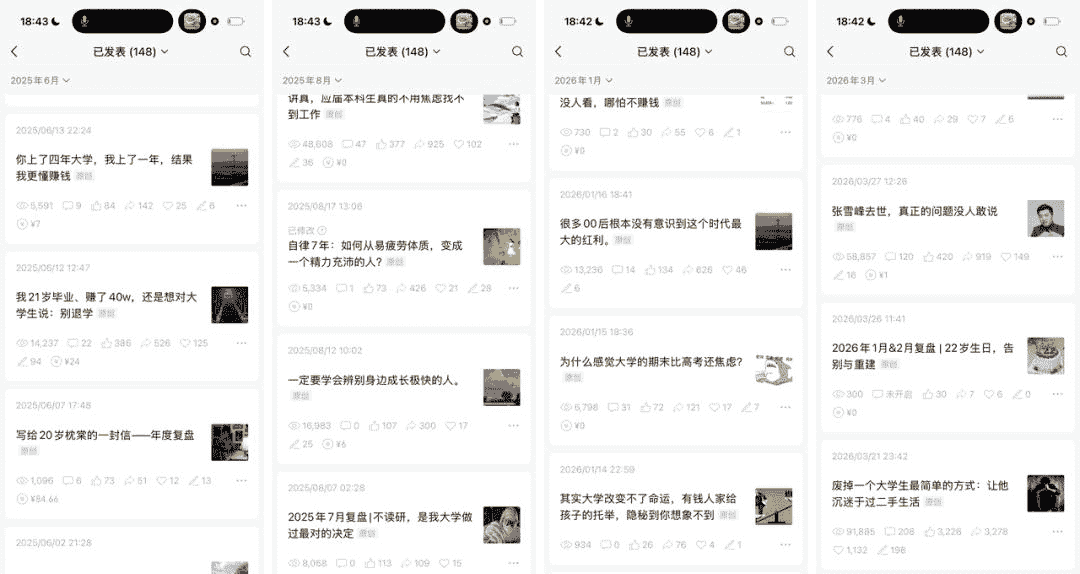 18:43
已发表 (148)
2025年6月
2025/06/13 22:24
你上了四年大学，我上了一年，结果
我更懂赚钱 原创
5,591 9 84 142 25 6
¥7
2025/06/12 12:47
我21岁毕业、赚了40w，还是想对大
学生说：别退学 原创
14,237 22 386 526 125
94 ¥24
2025/06/07 17:48
写给20岁枕棠的一封信——年度复盘
原创
1,096 6 73 51 12 13
¥84.66
2025/06/02 21:28
18:43
已发表 (148)
2025年8月
讲真，应届本科生真的不用焦虑找不
到工作 原创
48,608 47 377 925 102
36 ¥0
2025/08/17 13:06
已修改
自律7年：如何从易疲劳体质，变成
一个精力充沛的人？ 原创
5,334 1 73 426 21 28
¥0
2025/08/12 10:02
一定要学会辨别身边成长极快的人。
原创
16,983 0 107 300 17
25 ¥6
2025/08/07 02:28
2025年7月复盘|不读研，是我大学做
过最对的决定 原创
8,068 0 113 109 15
18:42
已发表 (148)
2026年1月
没人看，哪怕不赚钱 原创
730 2 30 55 6 1
¥0
2026/01/16 18:41
很多00后根本没有意识到这个时代最
大的红利。 原创
13,236 14 134 626 46
6
2026/01/15 18:36
为什么感觉大学的期末比高考还焦虑？
原创
6,798 31 72 121 17 7
¥0
2026/01/14 22:59
其实大学改变不了命运，有钱人家给
孩子的托举，隐秘到你想象不到 原创
934 0 26 76 4 1
18:42
已发表 (148)
2026年3月
776 4 40 29 7 6
¥0
2026/03/27 12:28
张雪峰去世，真正的问题没人敢说
原创
58,857 120 420 919 149
16 ¥1
2026/03/26 11:41
2026年1月&2月复盘 | 22岁生日，告
别与重建 原创
300 未开启 30 7 6 0
¥0
2026/03/21 23:42
废掉一个大学生最简单的方式：让他
沉迷于过二手生活 原创
91,885 206 3,226 3,278
1,132 198